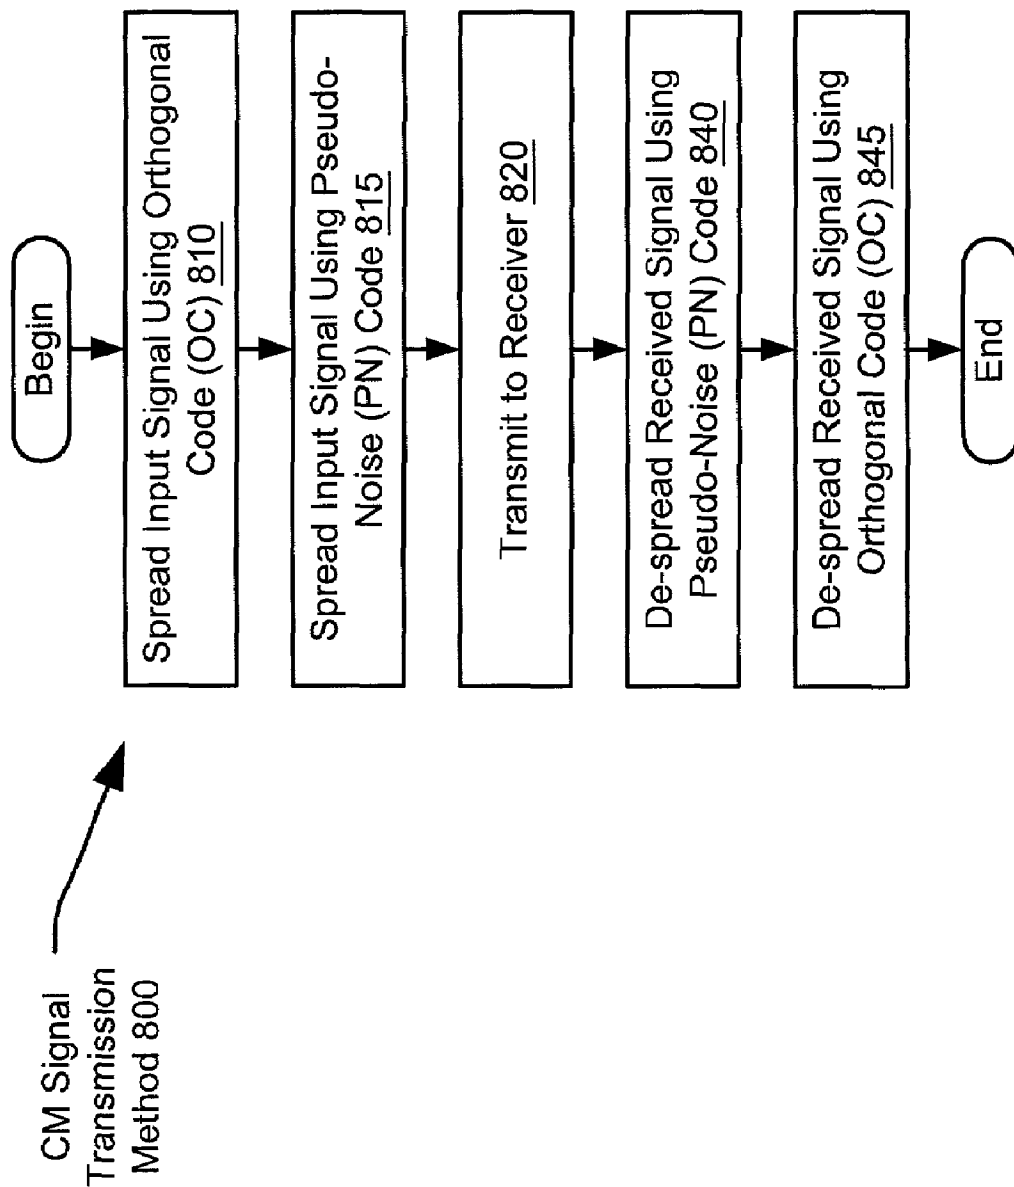 CM Signal
Transmission
Method 800
Begin
Spread Input Signal Using Orthogonal
Code (OC) 810
Spread Input Signal Using Pseudo-
Noise (PN) Code 815
Transmit to Receiver 820
De-spread Received Signal Using
Pseudo-Noise (PN) Code 840
De-spread Received Signal Using
Orthogonal Code (OC) 845
End